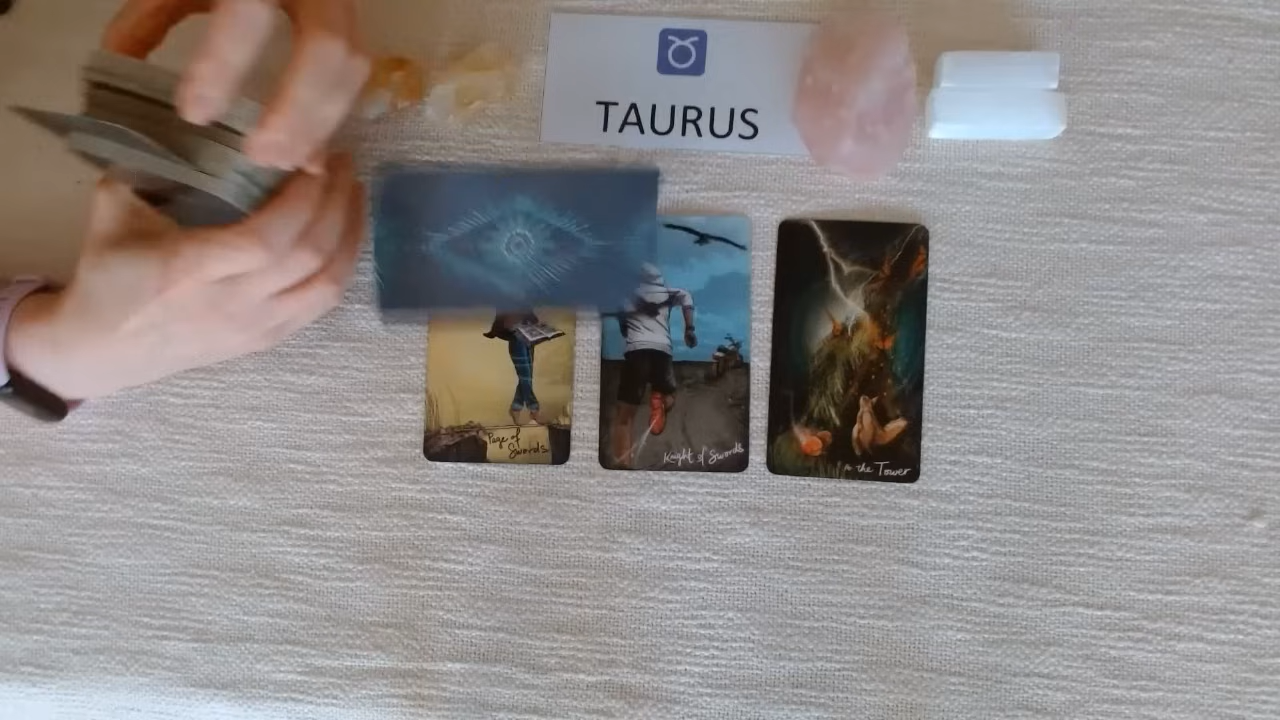 TAURUS
Page of
Swords
Knight of Swords
the Tower